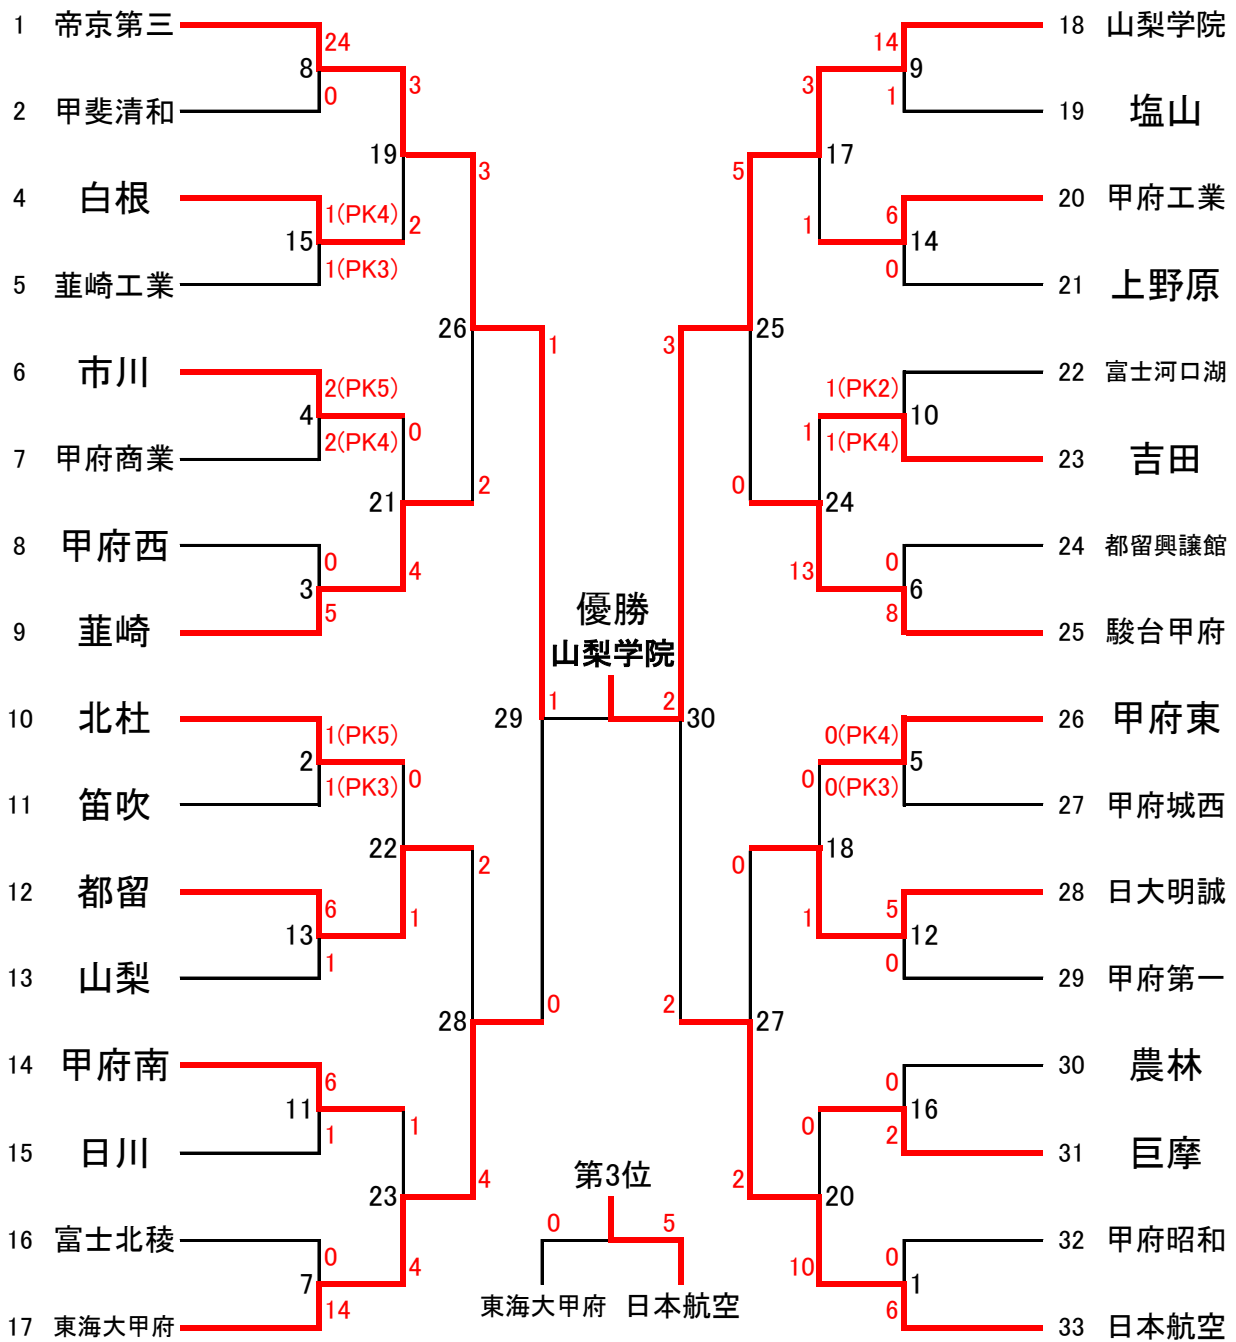 1 帝京第三
24
8
0
3
2 甲斐清和
19
3
4 白根
1(PK4)
15
1(PK3)
2
5 韮崎工業
26
1
6 市川
2(PK5)
4
2(PK4)
0
7 甲府商業
21
2
8 甲府西
0
3
5
4
9 韮崎
10 北杜
1(PK5)
2
1(PK3)
0
11 笛吹
22
2
12 都留
6
13
1
1
13 山梨
28
0
14 甲府南
6
11
1
1
15 日川
23
4
16 富士北稜
0
7
14
4
17 東海大甲府
優勝
山梨学院
29
1
2
30
第3位
0
5
東海大甲府 日本航空
18 山梨学院
14
9
1
3
19 塩山
17
5
20 甲府工業
6
14
0
1
21 上野原
25
3
22 富士河口湖
1(PK2)
10
1(PK4)
1
23 吉田
24
0
24 都留興譲館
0
6
8
13
25 駿台甲府
26 甲府東
0(PK4)
5
0(PK3)
0
27 甲府城西
18
0
28 日大明誠
5
12
0
1
29 甲府第一
27
2
30 農林
0
16
2
0
31 巨摩
20
2
32 甲府昭和
0
1
6
10
33 日本航空